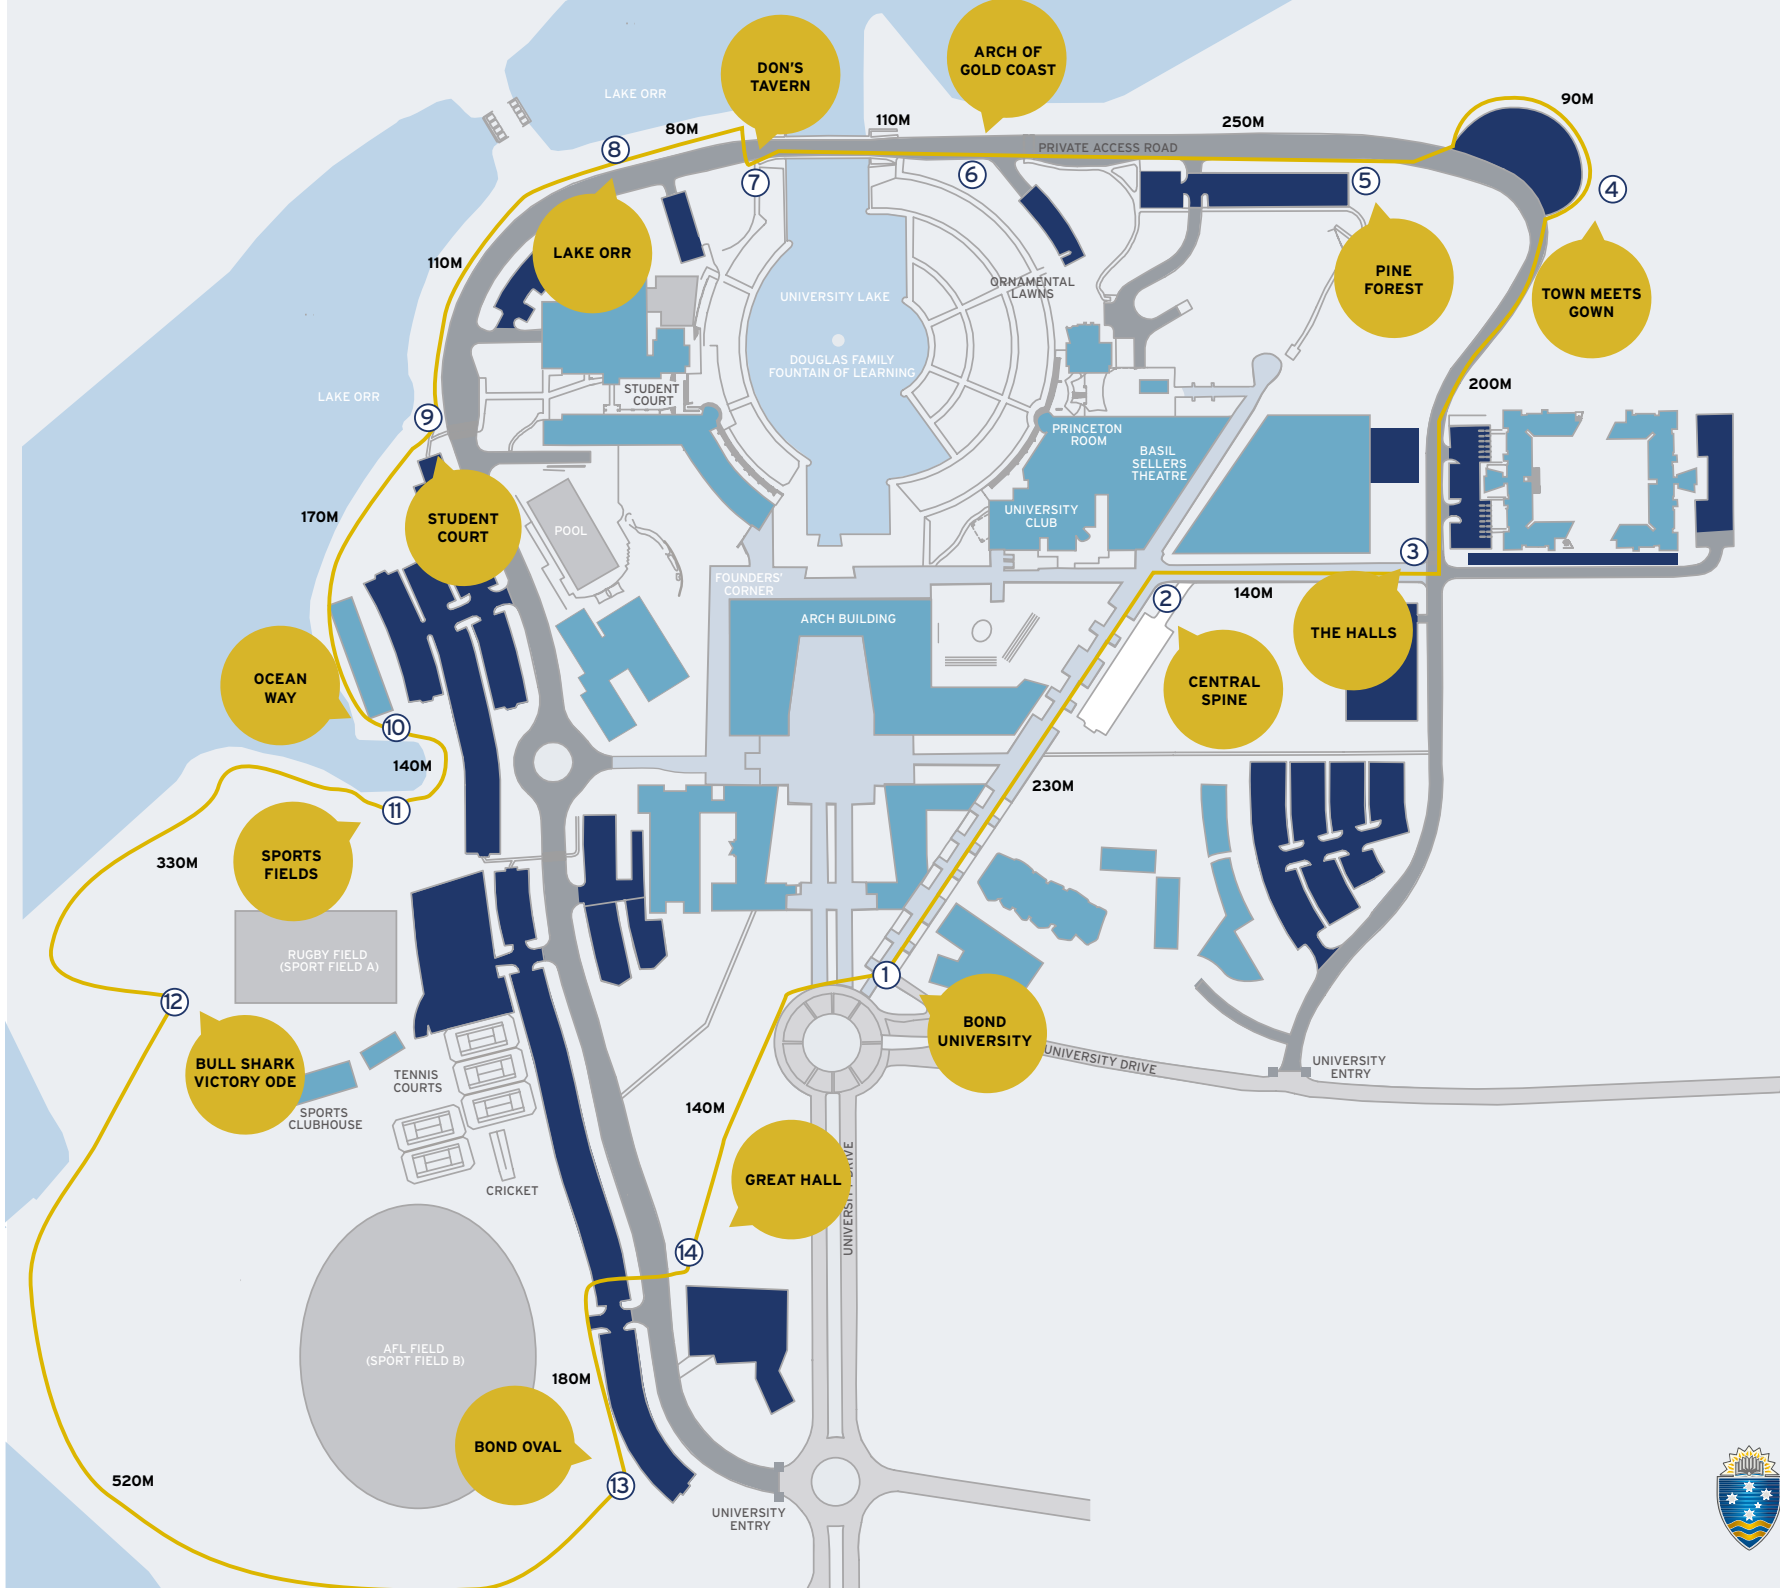 DON'S
TAVERN
ARCH OF
GOLD COAST
LAKE ORR
80M
110M
250M
90M
PRIVATE ACCESS ROAD
8
7
6
5
4
LAKE ORR
110M
UNIVERSITY LAKE
ORNAMENTAL
LAWNS
PINE
FOREST
TOWN MEETS
GOWN
DOUGLAS FAMILY
FOUNTAIN OF LEARNING
STUDENT
COURT
LAKE ORR
200M
9
PRINCETON
ROOM
BASIL
SELLERS
THEATRE
170M
STUDENT
COURT
POOL
UNIVERSITY
CLUB
3
FOUNDERS'
CORNER
2
140M
ARCH BUILDING
THE HALLS
OCEAN
WAY
CENTRAL
SPINE
10
140M
230M
11
SPORTS
FIELDS
330M
RUGBY FIELD
(SPORT FIELD A)
1
12
BOND
UNIVERSITY
BULL SHARK
VICTORY ODE
TENNIS
COURTS
UNIVERSITY DRIVE
UNIVERSITY
ENTRY
SPORTS
CLUBHOUSE
140M
CRICKET
GREAT HALL
UNIVERSITY DRIVE
14
AFL FIELD
(SPORT FIELD B)
180M
BOND OVAL
520M
13
UNIVERSITY
ENTRY